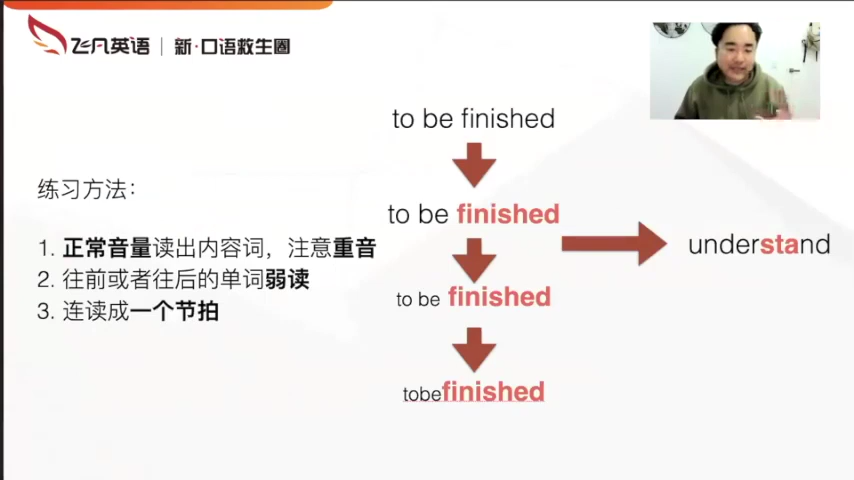 飞凡英语 | 新·口语救生圈
to be finished
练习方法：
to be finished
understand
1. 正常音量读出内容词，注意重音
2. 往前或者往后的单词弱读
to be finished
3. 连读成一个节拍
tobefinished